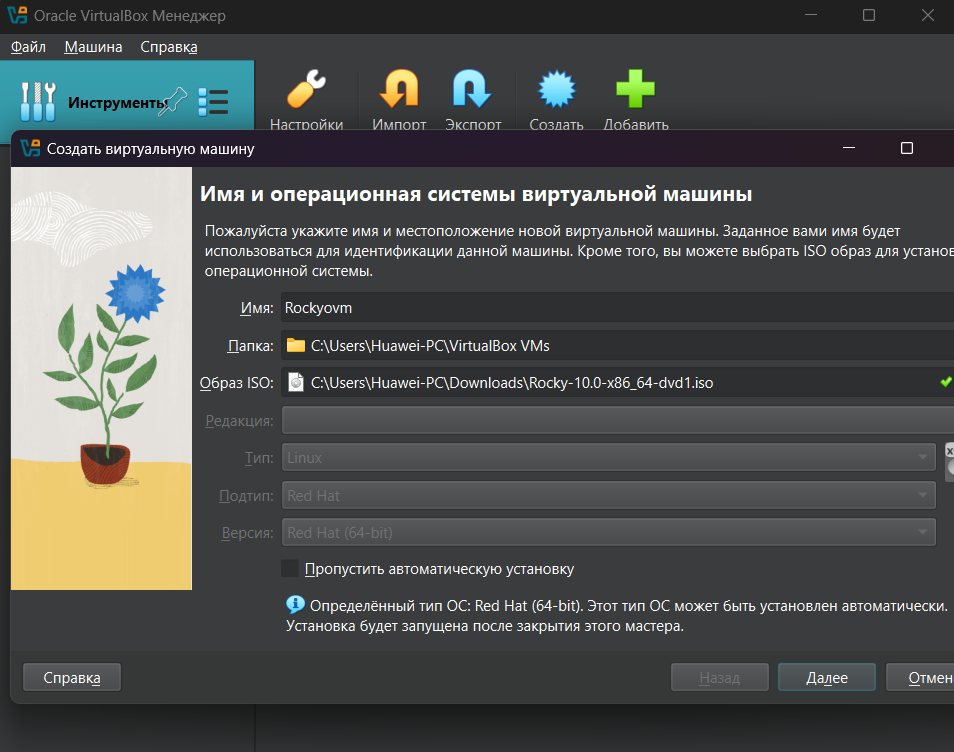 Oracle VirtualBox Менеджер
Файл Машина Справка
Инструменты
Настройки Импорт Экспорт Создать Добавить
Создать виртуальную машину
Имя и операционная системы виртуальной машины
Пожалуйста укажите имя и местоположение новой виртуальной машины. Заданное вами имя будет
использоваться для идентификации данной машины. Кроме того, вы можете выбрать ISO образ для установ
операционной системы.
Имя: Rockyovm
Папка: C:\Users\Huawei-PC\VirtualBox VMs
Образ ISO: C:\Users\Huawei-PC\Downloads\Rocky-10.0-x86_64-dvd1.iso
Редакция:
Тип: Linux
Подтип: Red Hat
Версия: Red Hat (64-bit)
Пропустить автоматическую установку
Определённый тип ОС: Red Hat (64-bit). Этот тип ОС может быть установлен автоматически.
Установка будет запущена после закрытия этого мастера.
Справка Назад Далее Отмен